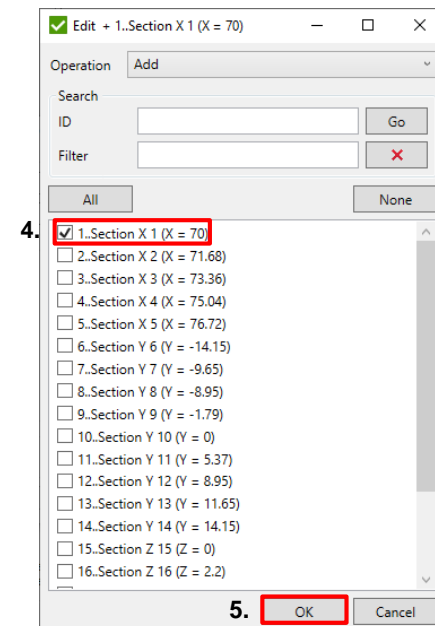 Edit + 1..Section X 1 (X = 70)
Operation Add
Search
ID Go
Filter
All None
4. 1..Section X 1 (X = 70)
2..Section X 2 (X = 71.68)
3..Section X 3 (X = 73.36)
4..Section X 4 (X = 75.04)
5..Section X 5 (X = 76.72)
6..Section Y 6 (Y = -14.15)
7..Section Y 7 (Y = -9.65)
8..Section Y 8 (Y = -8.95)
9..Section Y 9 (Y = -1.79)
10..Section Y 10 (Y = 0)
11..Section Y 11 (Y = 5.37)
12..Section Y 12 (Y = 8.95)
13..Section Y 13 (Y = 11.65)
14..Section Y 14 (Y = 14.15)
15..Section Z 15 (Z = 0)
16..Section Z 16 (Z = 2.2)
5. OK Cancel